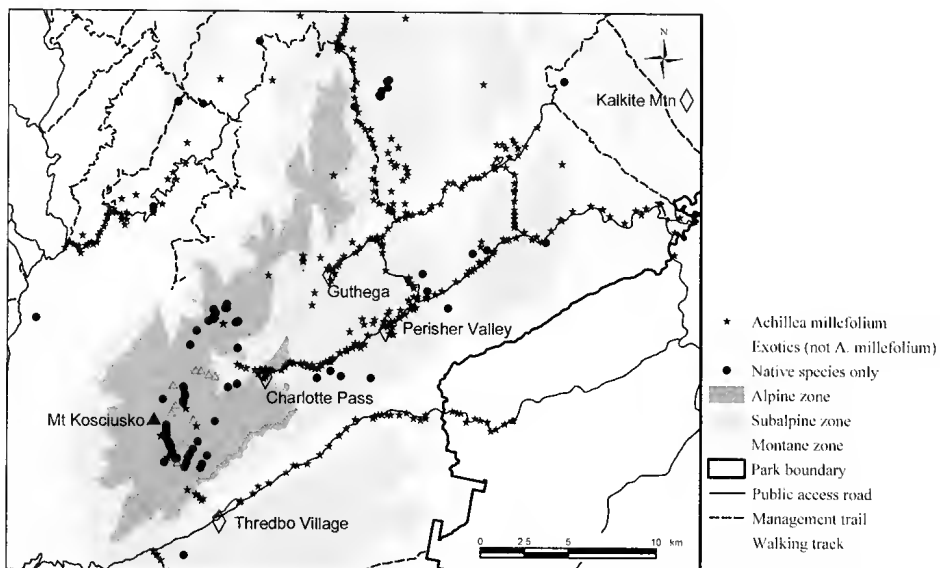 N
Kalkite Mtn
Guthega
Perisher Valley
Charlotte Pass
Mt Kosciusko
Thredbo Village
0 2.5 5 10
km
Achillea millefolium
Exotics (not A. millefolium)
Native species only
Alpine zone
Subalpine zone
Montane zone
Park boundary
Public access road
Management trail
Walking track